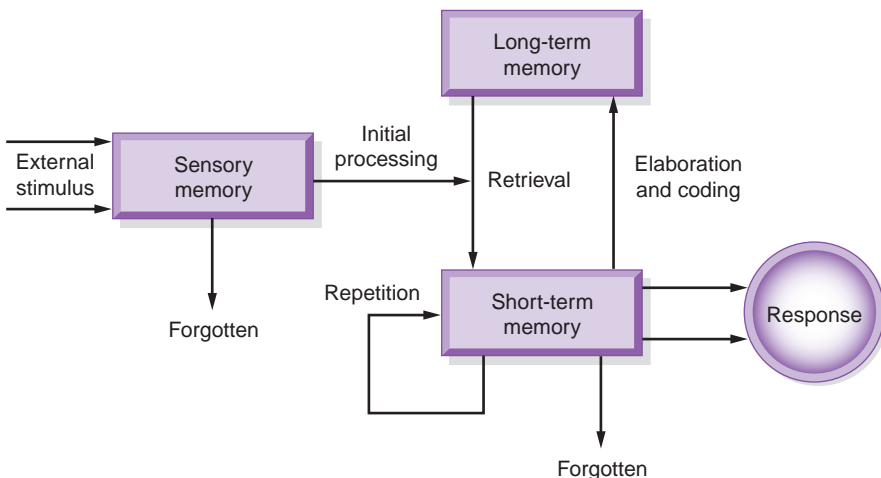 Long-term
memory
Initial
processing
External
stimulus
Sensory
memory
Retrieval
Elaboration
and coding
Repetition
Short-term
memory
Response
Forgotten
Forgotten